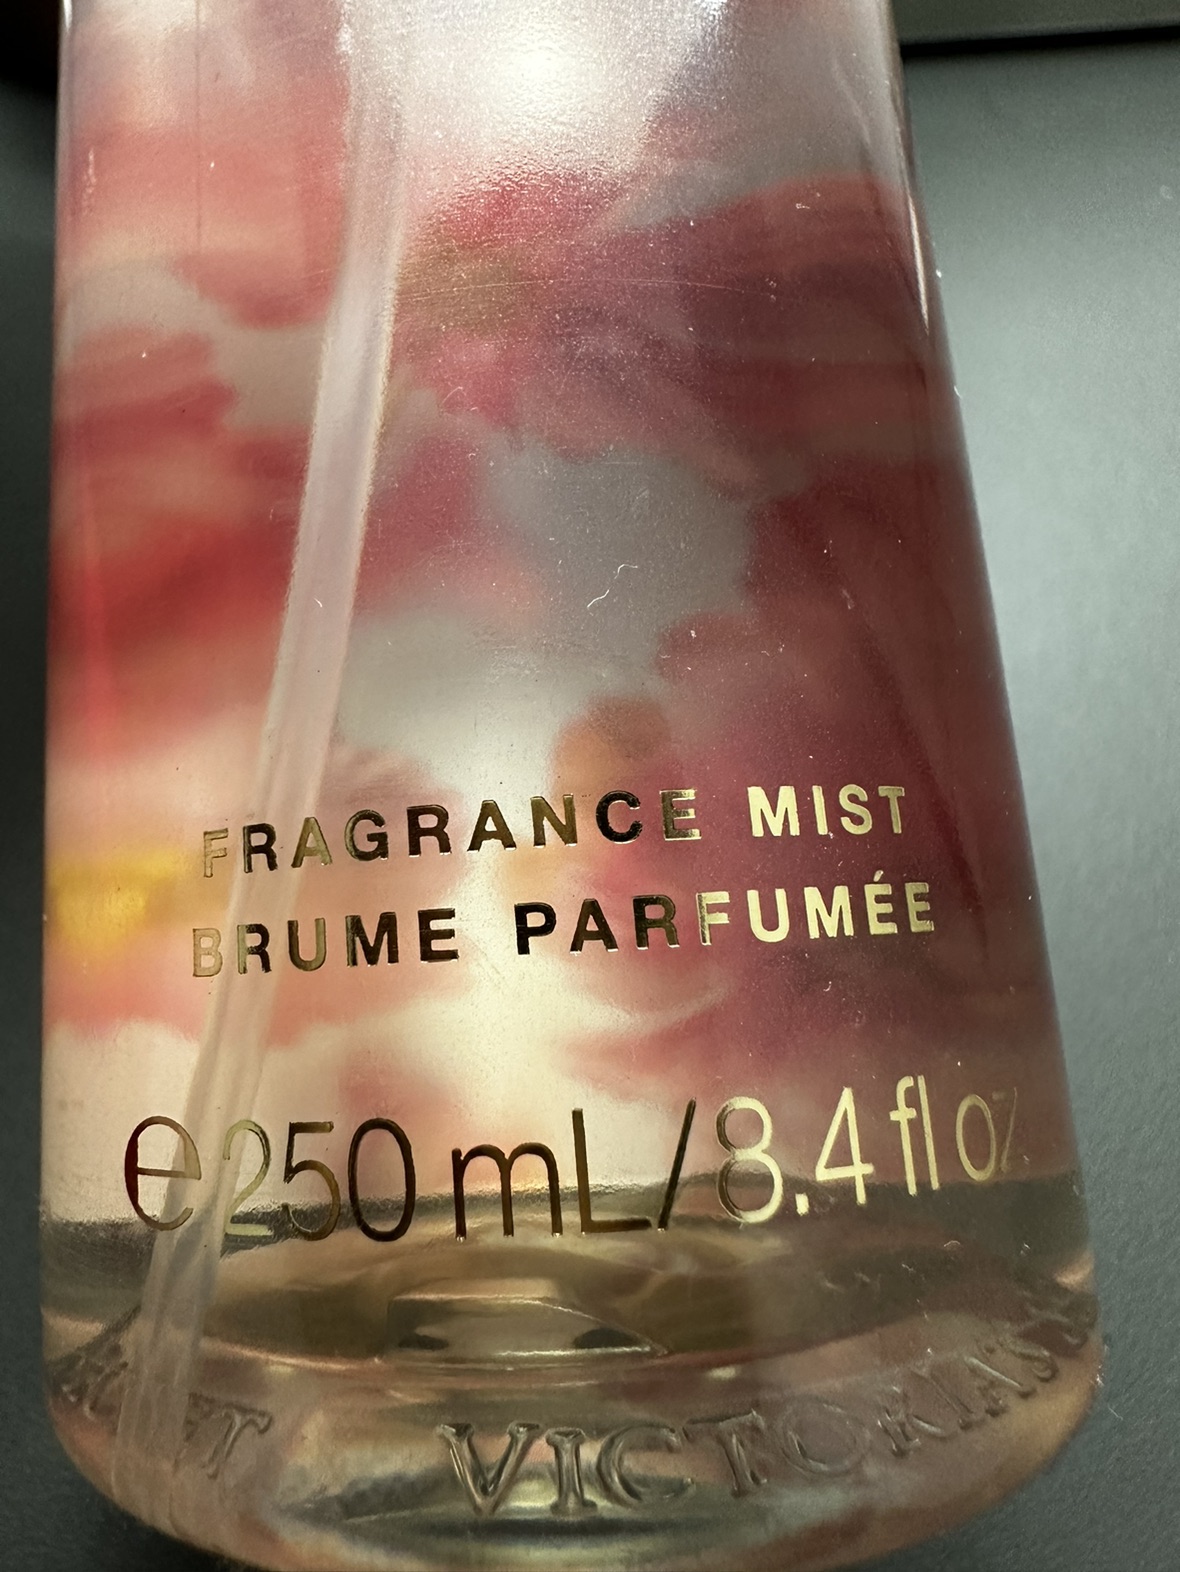 FRAGRANCE MIST
BRUME PARFUMÉE
℮250 mL/8.4 fl oz
VICTORIA'S